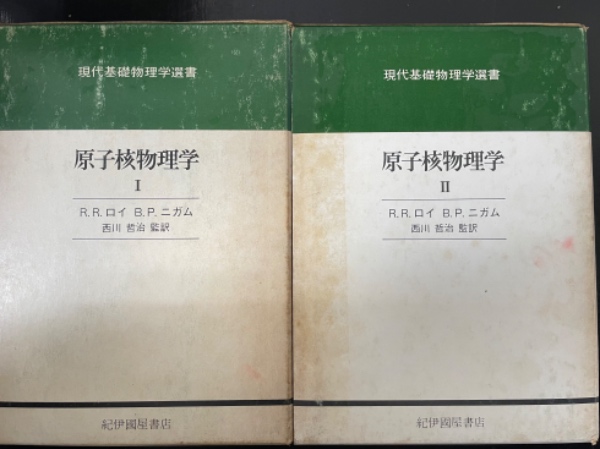 現代基礎物理学選書
原子核物理学
I
R.R.ロイ B.P.ニガム
西川 哲治 監訳
紀伊國屋書店
現代基礎物理学選書
原子核物理学
II
R.R.ロイ B.P.ニガム
西川 哲治 監訳
紀伊國屋書店